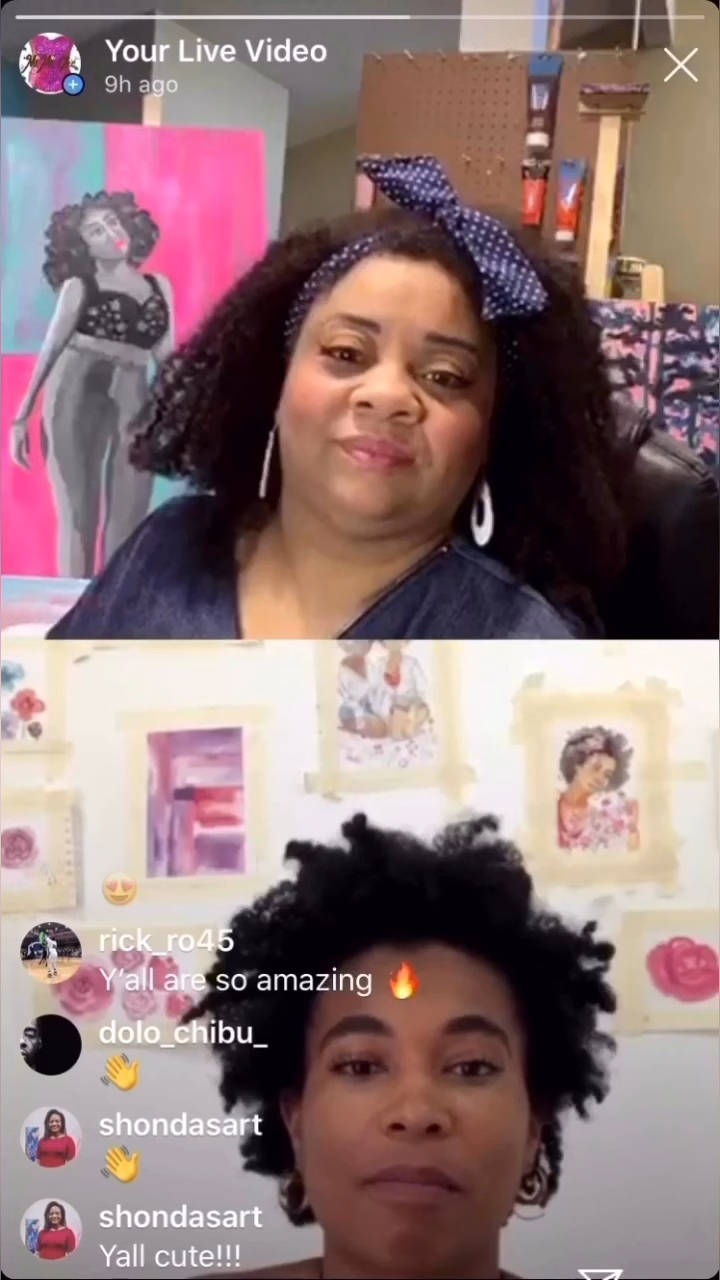 Your Live Video
9h ago
rick_ro45
Y'all are so amazing 🔥
dolo_chibu_
👋
shondasart
👋
shondasart
Yall cute!!!